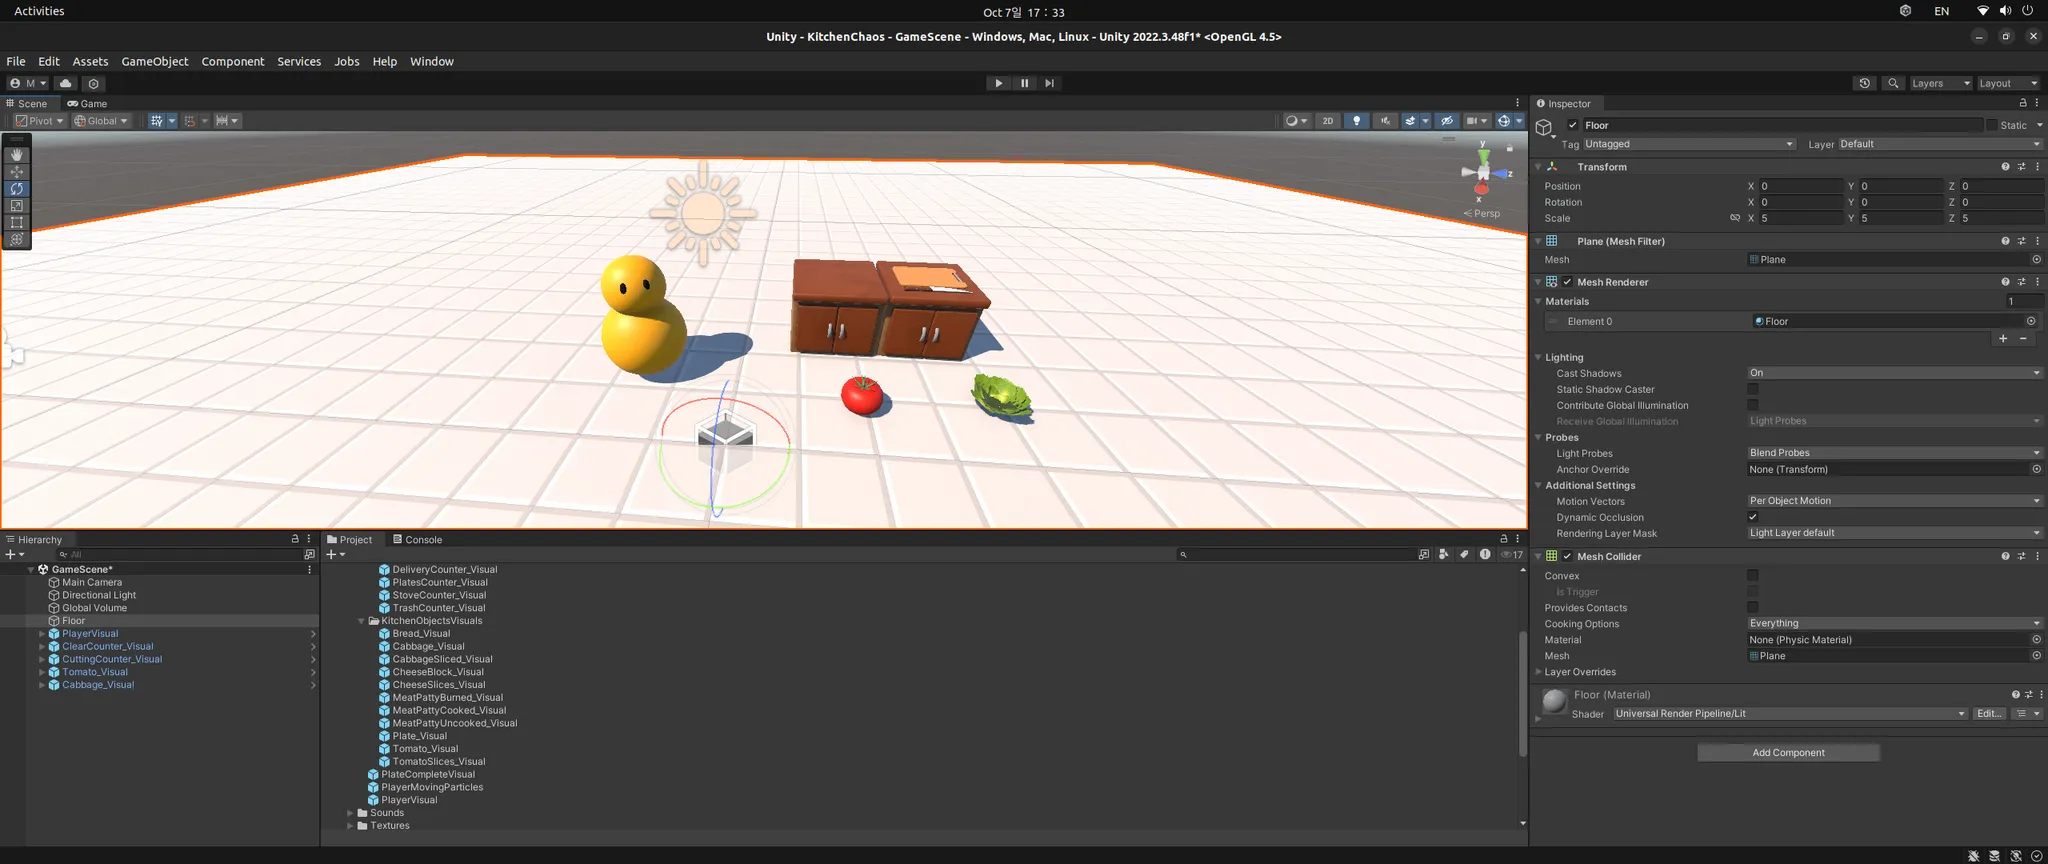 Activities
Oct 7일 17 : 33
EN
Unity - KitchenChaos - GameScene - Windows, Mac, Linux - Unity 2022.3.48f1* <OpenGL 4.5>
File Edit Assets GameObject Component Services Jobs Help Window
M
Layers
Layout
Scene
Game
Pivot
Global
2D
y
z
x
Persp
Inspector
Floor
Static
Tag Untagged
Layer Default
Transform
Position X 0 Y 0 Z 0
Rotation X 0 Y 0 Z 0
Scale X 5 Y 5 Z 5
Plane (Mesh Filter)
Mesh Plane
Mesh Renderer
Materials 1
Element 0 Floor
Lighting
Cast Shadows On
Static Shadow Caster
Contribute Global Illumination
Receive Global Illumination Light Probes
Probes
Light Probes Blend Probes
Anchor Override None (Transform)
Additional Settings
Motion Vectors Per Object Motion
Dynamic Occlusion
Rendering Layer Mask Light Layer default
Mesh Collider
Convex
Is Trigger
Provides Contacts
Cooking Options Everything
Material None (Physic Material)
Mesh Plane
Layer Overrides
Floor (Material)
Shader Universal Render Pipeline/Lit Edit...
Add Component
Hierarchy
All
GameScene*
Main Camera
Directional Light
Global Volume
Floor
PlayerVisual
ClearCounter_Visual
CuttingCounter_Visual
Tomato_Visual
Cabbage_Visual
Project
Console
17
DeliveryCounter_Visual
PlatesCounter_Visual
StoveCounter_Visual
TrashCounter_Visual
KitchenObjectsVisuals
Bread_Visual
Cabbage_Visual
CabbageSliced_Visual
CheeseBlock_Visual
CheeseSlices_Visual
MeatPattyBurned_Visual
MeatPattyCooked_Visual
MeatPattyUncooked_Visual
Plate_Visual
Tomato_Visual
TomatoSlices_Visual
PlateCompleteVisual
PlayerMovingParticles
PlayerVisual
Sounds
Textures